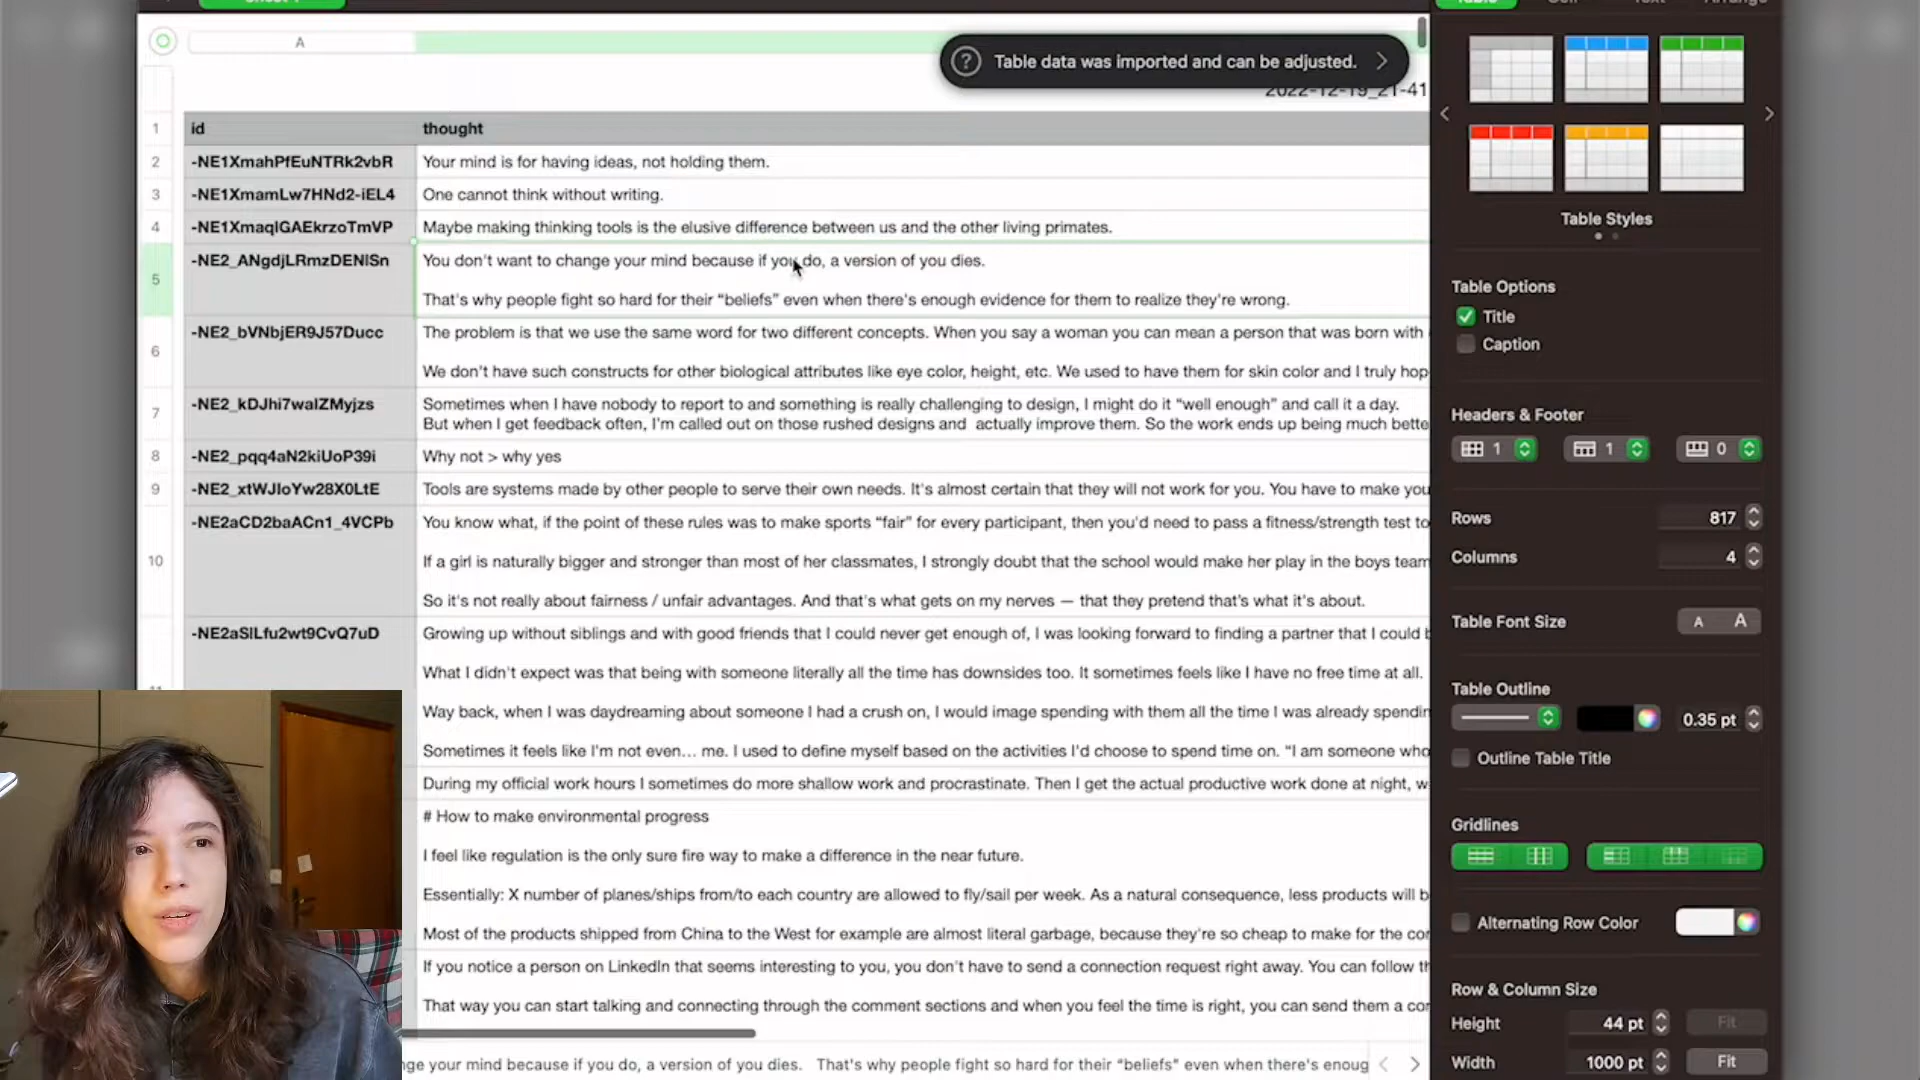 A
Table data was imported and can be adjusted.
2022-12-19_21-41
1 id thought
2 -NE1XmahPfEuNTRk2vbR Your mind is for having ideas, not holding them.
3 -NE1XmamLw7HNd2-iEL4 One cannot think without writing.
4 -NE1XmaqlGAEkrzoTmVP Maybe making thinking tools is the elusive difference between us and the other living primates.
5 -NE2_ANgdjLRmzDENlSn You don't want to change your mind because if you do, a version of you dies.
That's why people fight so hard for their “beliefs” even when there's enough evidence for them to realize they're wrong.
6 -NE2_bVNbjER9J57Ducc The problem is that we use the same word for two different concepts. When you say a woman you can mean a person that was born with
We don't have such constructs for other biological attributes like eye color, height, etc. We used to have them for skin color and I truly hop
7 -NE2_kDJhi7walZMyjzs Sometimes when I have nobody to report to and something is really challenging to design, I might do it “well enough” and call it a day.
But when I get feedback often, I'm called out on those rushed designs and actually improve them. So the work ends up being much bette
8 -NE2_pqq4aN2kiUoP39i Why not > why yes
9 -NE2_xtWJIoYw28X0LtE Tools are systems made by other people to serve their own needs. It's almost certain that they will not work for you. You have to make you
10 -NE2aCD2baACn1_4VCPb You know what, if the point of these rules was to make sports “fair” for every participant, then you'd need to pass a fitness/strength test to
If a girl is naturally bigger and stronger than most of her classmates, I strongly doubt that the school would make her play in the boys team
So it's not really about fairness / unfair advantages. And that's what gets on my nerves — that they pretend that's what it's about.
-NE2aSlLfu2wt9CvQ7uD Growing up without siblings and with good friends that I could never get enough of, I was looking forward to finding a partner that I could b
What I didn't expect was that being with someone literally all the time has downsides too. It sometimes feels like I have no free time at all.
Way back, when I was daydreaming about someone I had a crush on, I would image spending with them all the time I was already spendin
Sometimes it feels like I'm not even... me. I used to define myself based on the activities I'd choose to spend time on. “I am someone who
During my official work hours I sometimes do more shallow work and procrastinate. Then I get the actual productive work done at night, w
# How to make environmental progress
I feel like regulation is the only sure fire way to make a difference in the near future.
Essentially: X number of planes/ships from/to each country are allowed to fly/sail per week. As a natural consequence, less products will b
Most of the products shipped from China to the West for example are almost literal garbage, because they're so cheap to make for the cor
If you notice a person on LinkedIn that seems interesting to you, you don't have to send a connection request right away. You can follow th
That way you can start talking and connecting through the comment sections and when you feel the time is right, you can send them a cor
nge your mind because if you do, a version of you dies. That's why people fight so hard for their “beliefs” even when there's enoug
Table Styles
Table Options
Title
Caption
Headers & Footer
1 1 0
Rows 817
Columns 4
Table Font Size A A
Table Outline
0.35 pt
Outline Table Title
Gridlines
Alternating Row Color
Row & Column Size
Height 44 pt Fit
Width 1000 pt Fit